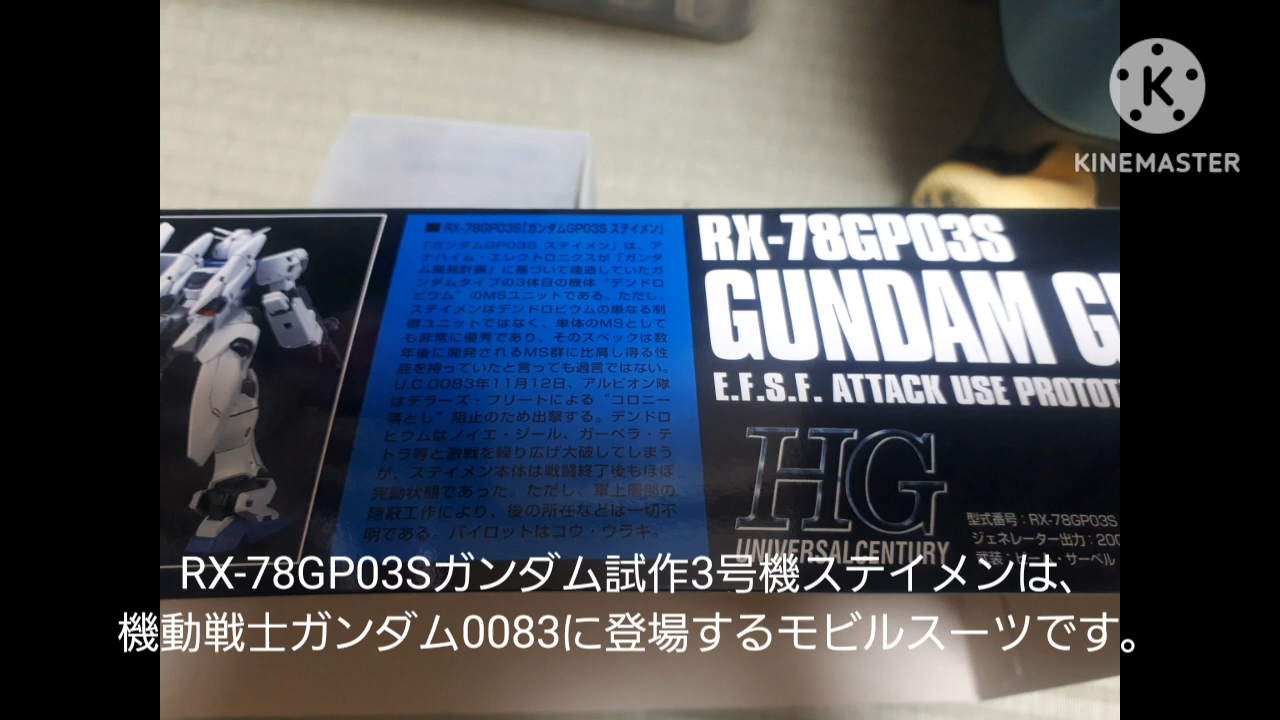 KINEMASTER
■ RX-78GP03S「ガンダムGP03S ステイメン」
「ガンダムGP03S ステイメン」は、ア
ナハイム・エレクトロニクスが「ガンダ
ム開発計画」に基づいて建造していたガ
ンダムタイプの3体目の機体“デンドロ
ビウム”のMSユニットである。ただし、
ステイメンはデンドロビウムの単なる制
御ユニットではなく、単体のMSとして
も非常に優秀であり、そのスペックは数
年後に開発されるMS群に比肩し得る性
能を持っていたと言っても過言ではない。
U.C.0083年11月12日、アルビオン隊
はデラーズ・フリートによる“コロニー
落とし”阻止のため出撃する。デンドロ
ビウムはノイエ・ジール、ガーベラ・テ
トラ等と激戦を繰り広げ大破してしまう
が、ステイメン本体は戦闘終了後もほぼ
完動状態であった。ただし、軍上層部の
隠蔽工作により、後の所在などは一切不
明である。パイロットはコウ・ウラキ。
RX-78GP03S
GUNDAM G
E.F.S.F. ATTACK USE PROTOT
HG
UNIVERSAL CENTURY
型式番号：RX-78GP03S
ジェネレーター出力：200
武装：ビーム・サーベル
RX-78GP03Sガンダム試作3号機ステイメンは、
機動戦士ガンダム0083に登場するモビルスーツです。